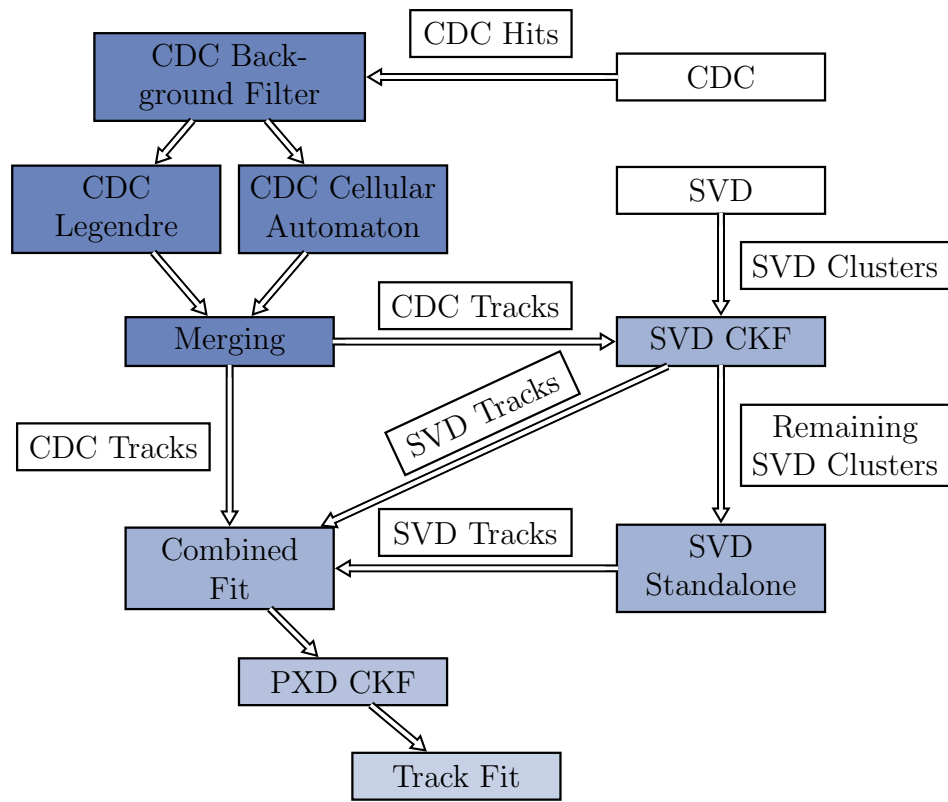 CDC Hits
CDC Back-
ground Filter
CDC
CDC
Legendre
CDC Cellular
Automaton
SVD
SVD Clusters
CDC Tracks
Merging
SVD CKF
SVD Tracks
CDC Tracks
Remaining
SVD Clusters
SVD Tracks
Combined
Fit
SVD
Standalone
PXD CKF
Track Fit